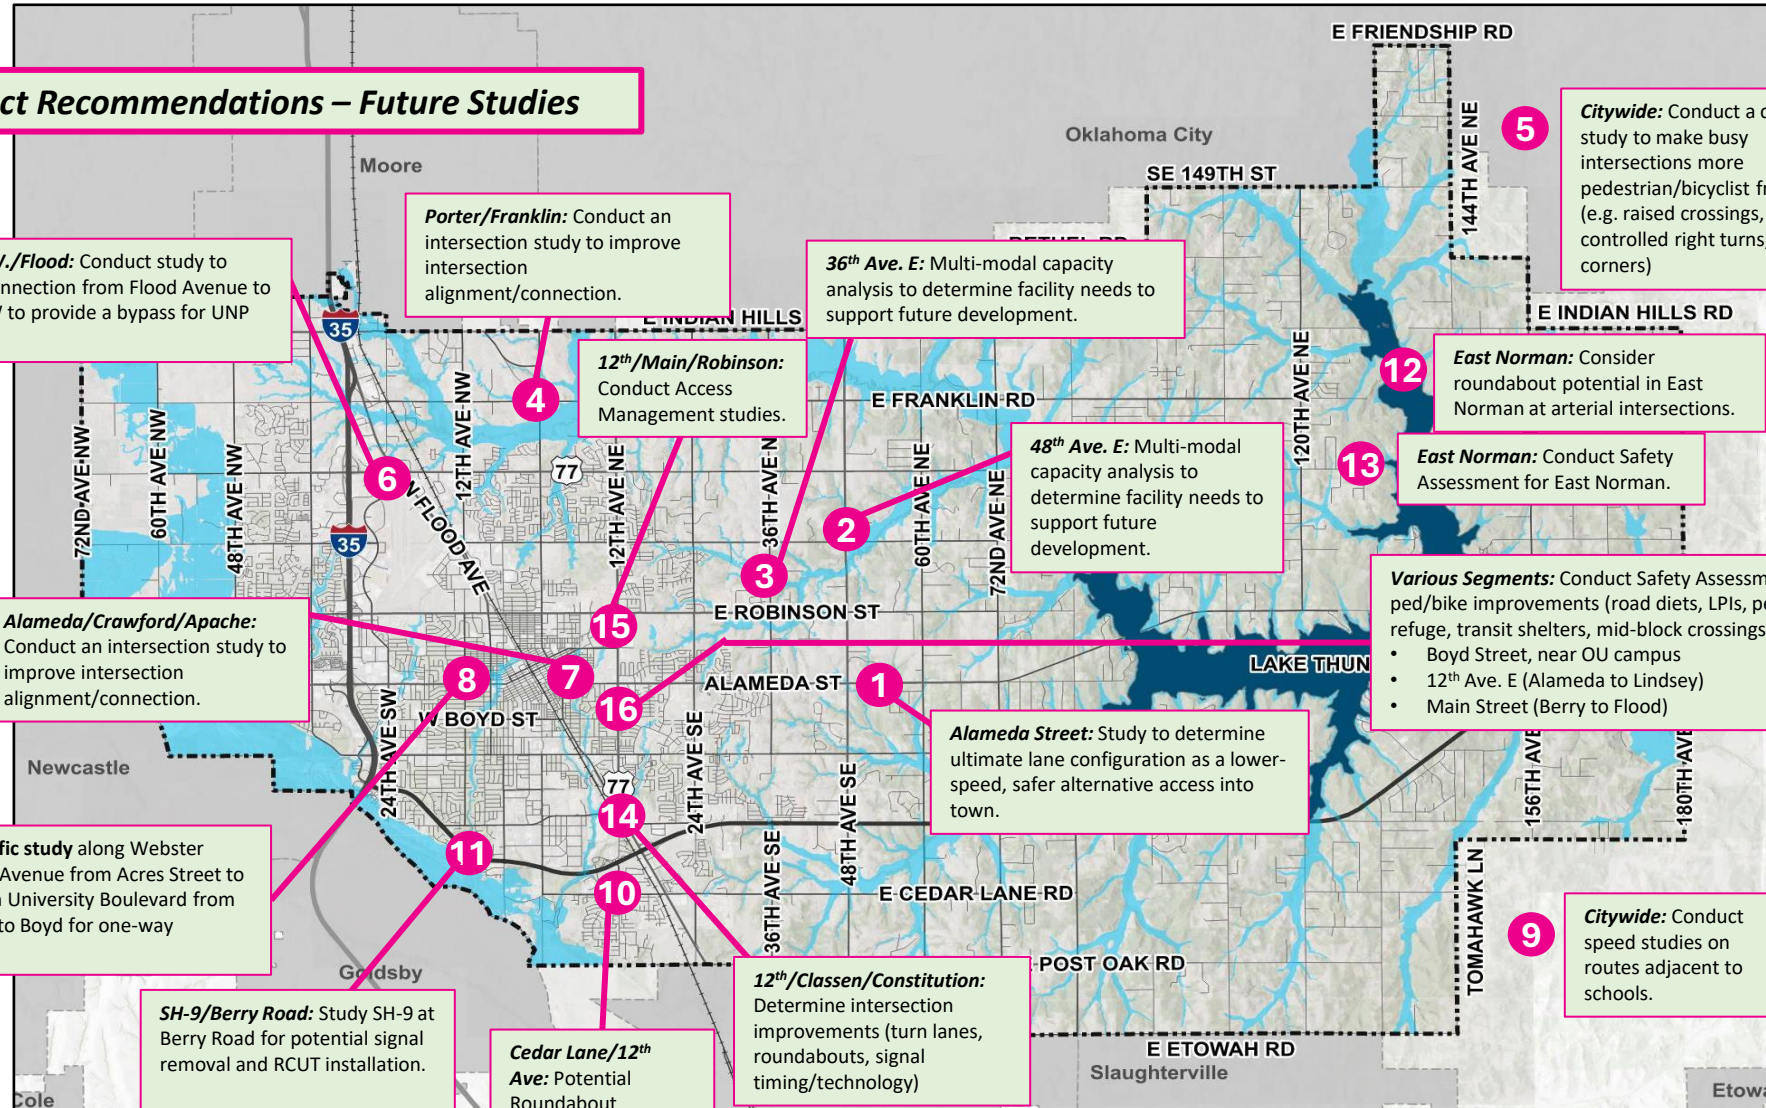 E FRIENDSHIP RD
ct Recommendations – Future Studies
Moore
Oklahoma City
SE 149TH ST
144TH AVE NE
5
Citywide: Conduct a
study to make busy
intersections more
pedestrian/bicyclist
(e.g. raised crossings,
controlled right turns,
corners)
Porter/Franklin: Conduct an
intersection study to improve
intersection
alignment/connection.
/Flood: Conduct study to
nnection from Flood Avenue to
to provide a bypass for UNP
36th Ave. E: Multi-modal capacity
analysis to determine facility needs to
support future development.
35
E INDIAN HILLS
E INDIAN HILLS RD
12th/Main/Robinson:
Conduct Access
Management studies.
4
E FRANKLIN RD
120TH AVE NE
12
East Norman: Consider
roundabout potential in East
Norman at arterial intersections.
72ND AVE NW
60TH AVE NW
48TH AVE NW
6
12TH AVE NW
77
12TH AVE NE
36TH AVE N
2
60TH AVE NE
72ND AVE NE
48th Ave. E: Multi-modal
capacity analysis to
determine facility needs to
support future
development.
13
East Norman: Conduct Safety
Assessment for East Norman.
35
N FLOOD AVE
3
E ROBINSON ST
15
Various Segments: Conduct Safety Assessm
ped/bike improvements (road diets, LPIs, pe
refuge, transit shelters, mid-block crossings
• Boyd Street, near OU campus
• 12th Ave. E (Alameda to Lindsey)
• Main Street (Berry to Flood)
Alameda/Crawford/Apache:
Conduct an intersection study to
improve intersection
alignment/connection.
8
7
16
ALAMEDA ST
1
LAKE THUN
24TH AVE SW
W BOYD ST
24TH AVE SE
Alameda Street: Study to determine
ultimate lane configuration as a lower-
speed, safer alternative access into
town.
Newcastle
77
14
48TH AVE SE
156TH AVE
180TH AVE
fic study along Webster
Avenue from Acres Street to
University Boulevard from
to Boyd for one-way
11
10
36TH AVE SE
E CEDAR LANE RD
TOMAHAWK LN
9
Citywide: Conduct
speed studies on
routes adjacent to
schools.
Goldsby
POST OAK RD
SH-9/Berry Road: Study SH-9 at
Berry Road for potential signal
removal and RCUT installation.
12th/Classen/Constitution:
Determine intersection
improvements (turn lanes,
roundabouts, signal
timing/technology)
Cedar Lane/12th
Ave: Potential
Roundabout
E ETOWAH RD
Slaughterville
Cole
Etowa